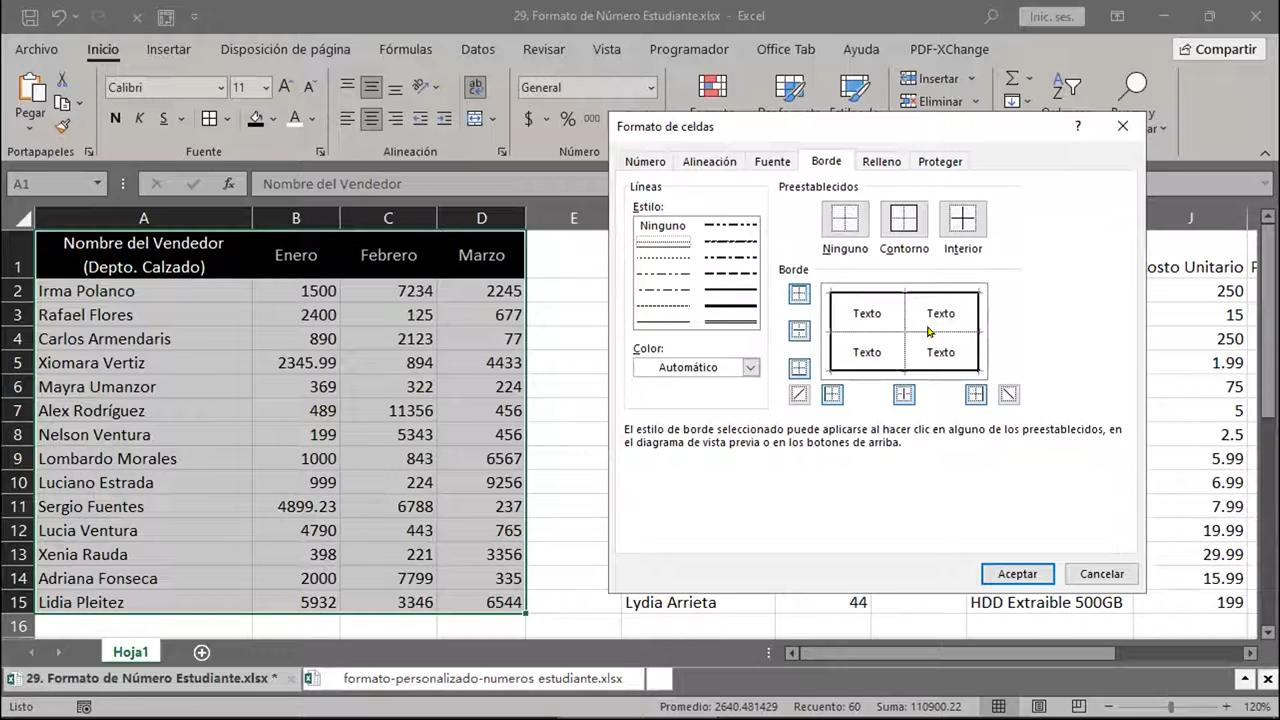 29. Formato de Número Estudiante.xlsx - Excel
Inic. ses.
Archivo Inicio Insertar Disposición de página Fórmulas Datos Revisar Vista Programador Office Tab Ayuda PDF-XChange Compartir
Pegar
Calibri 11
N K S
ab
General
$ % 000
Insertar
Eliminar
Portapapeles Fuente Alineación Número
A1 fx Nombre del Vendedor
Formato de celdas
Número Alineación Fuente Borde Relleno Proteger
Líneas
Estilo:
Ninguno
Color:
Automático
Preestablecidos
Ninguno Contorno Interior
Borde
Texto Texto
Texto Texto
El estilo de borde seleccionado puede aplicarse al hacer clic en alguno de los preestablecidos, en
el diagrama de vista previa o en los botones de arriba.
Aceptar Cancelar
A B C D E J
1 Nombre del Vendedor
(Depto. Calzado) Enero Febrero Marzo osto Unitario
2 Irma Polanco 1500 7234 2245 250
3 Rafael Flores 2400 125 677 15
4 Carlos Armendaris 890 2123 77 250
5 Xiomara Vertiz 2345.99 894 4433 1.99
6 Mayra Umanzor 369 322 224 75
7 Alex Rodríguez 489 11356 456 5
8 Nelson Ventura 199 5343 456 2.5
9 Lombardo Morales 1000 843 6567 5.99
10 Luciano Estrada 999 224 9256 6.99
11 Sergio Fuentes 4899.23 6788 237 7.99
12 Lucia Ventura 4790 443 765 19.99
13 Xenia Rauda 398 221 3356 29.99
14 Adriana Fonseca 2000 7799 335 15.99
15 Lidia Pleitez 5932 3346 6544 Lydia Arrieta 44 HDD Extraible 500GB 199
16
Hoja1
29. Formato de Número Estudiante.xlsx * formato-personalizado-numeros estudiante.xlsx
Listo Promedio: 2640.481429 Recuento: 60 Suma: 110900.22 120%